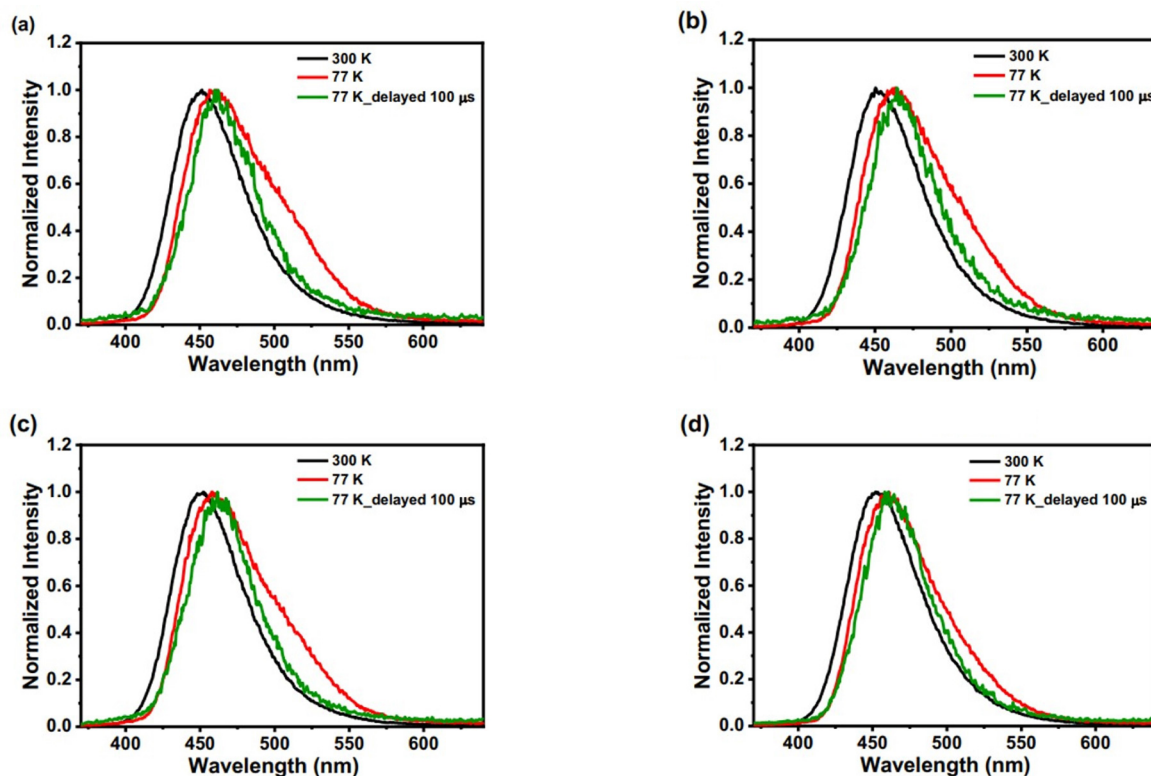 (a)
1.2
1.0
0.8
0.6
0.4
0.2
0.0
Normalized Intensity
300 K
77 K
77 K_delayed 100 µs
400 450 500 550 600
Wavelength (nm)
(b)
1.2
1.0
0.8
0.6
0.4
0.2
0.0
Normalized Intensity
300 K
77 K
77 K_delayed 100 µs
400 450 500 550 600
Wavelength (nm)
(c)
1.2
1.0
0.8
0.6
0.4
0.2
0.0
Normalized Intensity
300 K
77 K
77 K_delayed 100 µs
400 450 500 550 600
Wavelength (nm)
(d)
1.2
1.0
0.8
0.6
0.4
0.2
0.0
Normalized Intensity
300 K
77 K
77 K_delayed 100 µs
400 450 500 550 600
Wavelength (nm)